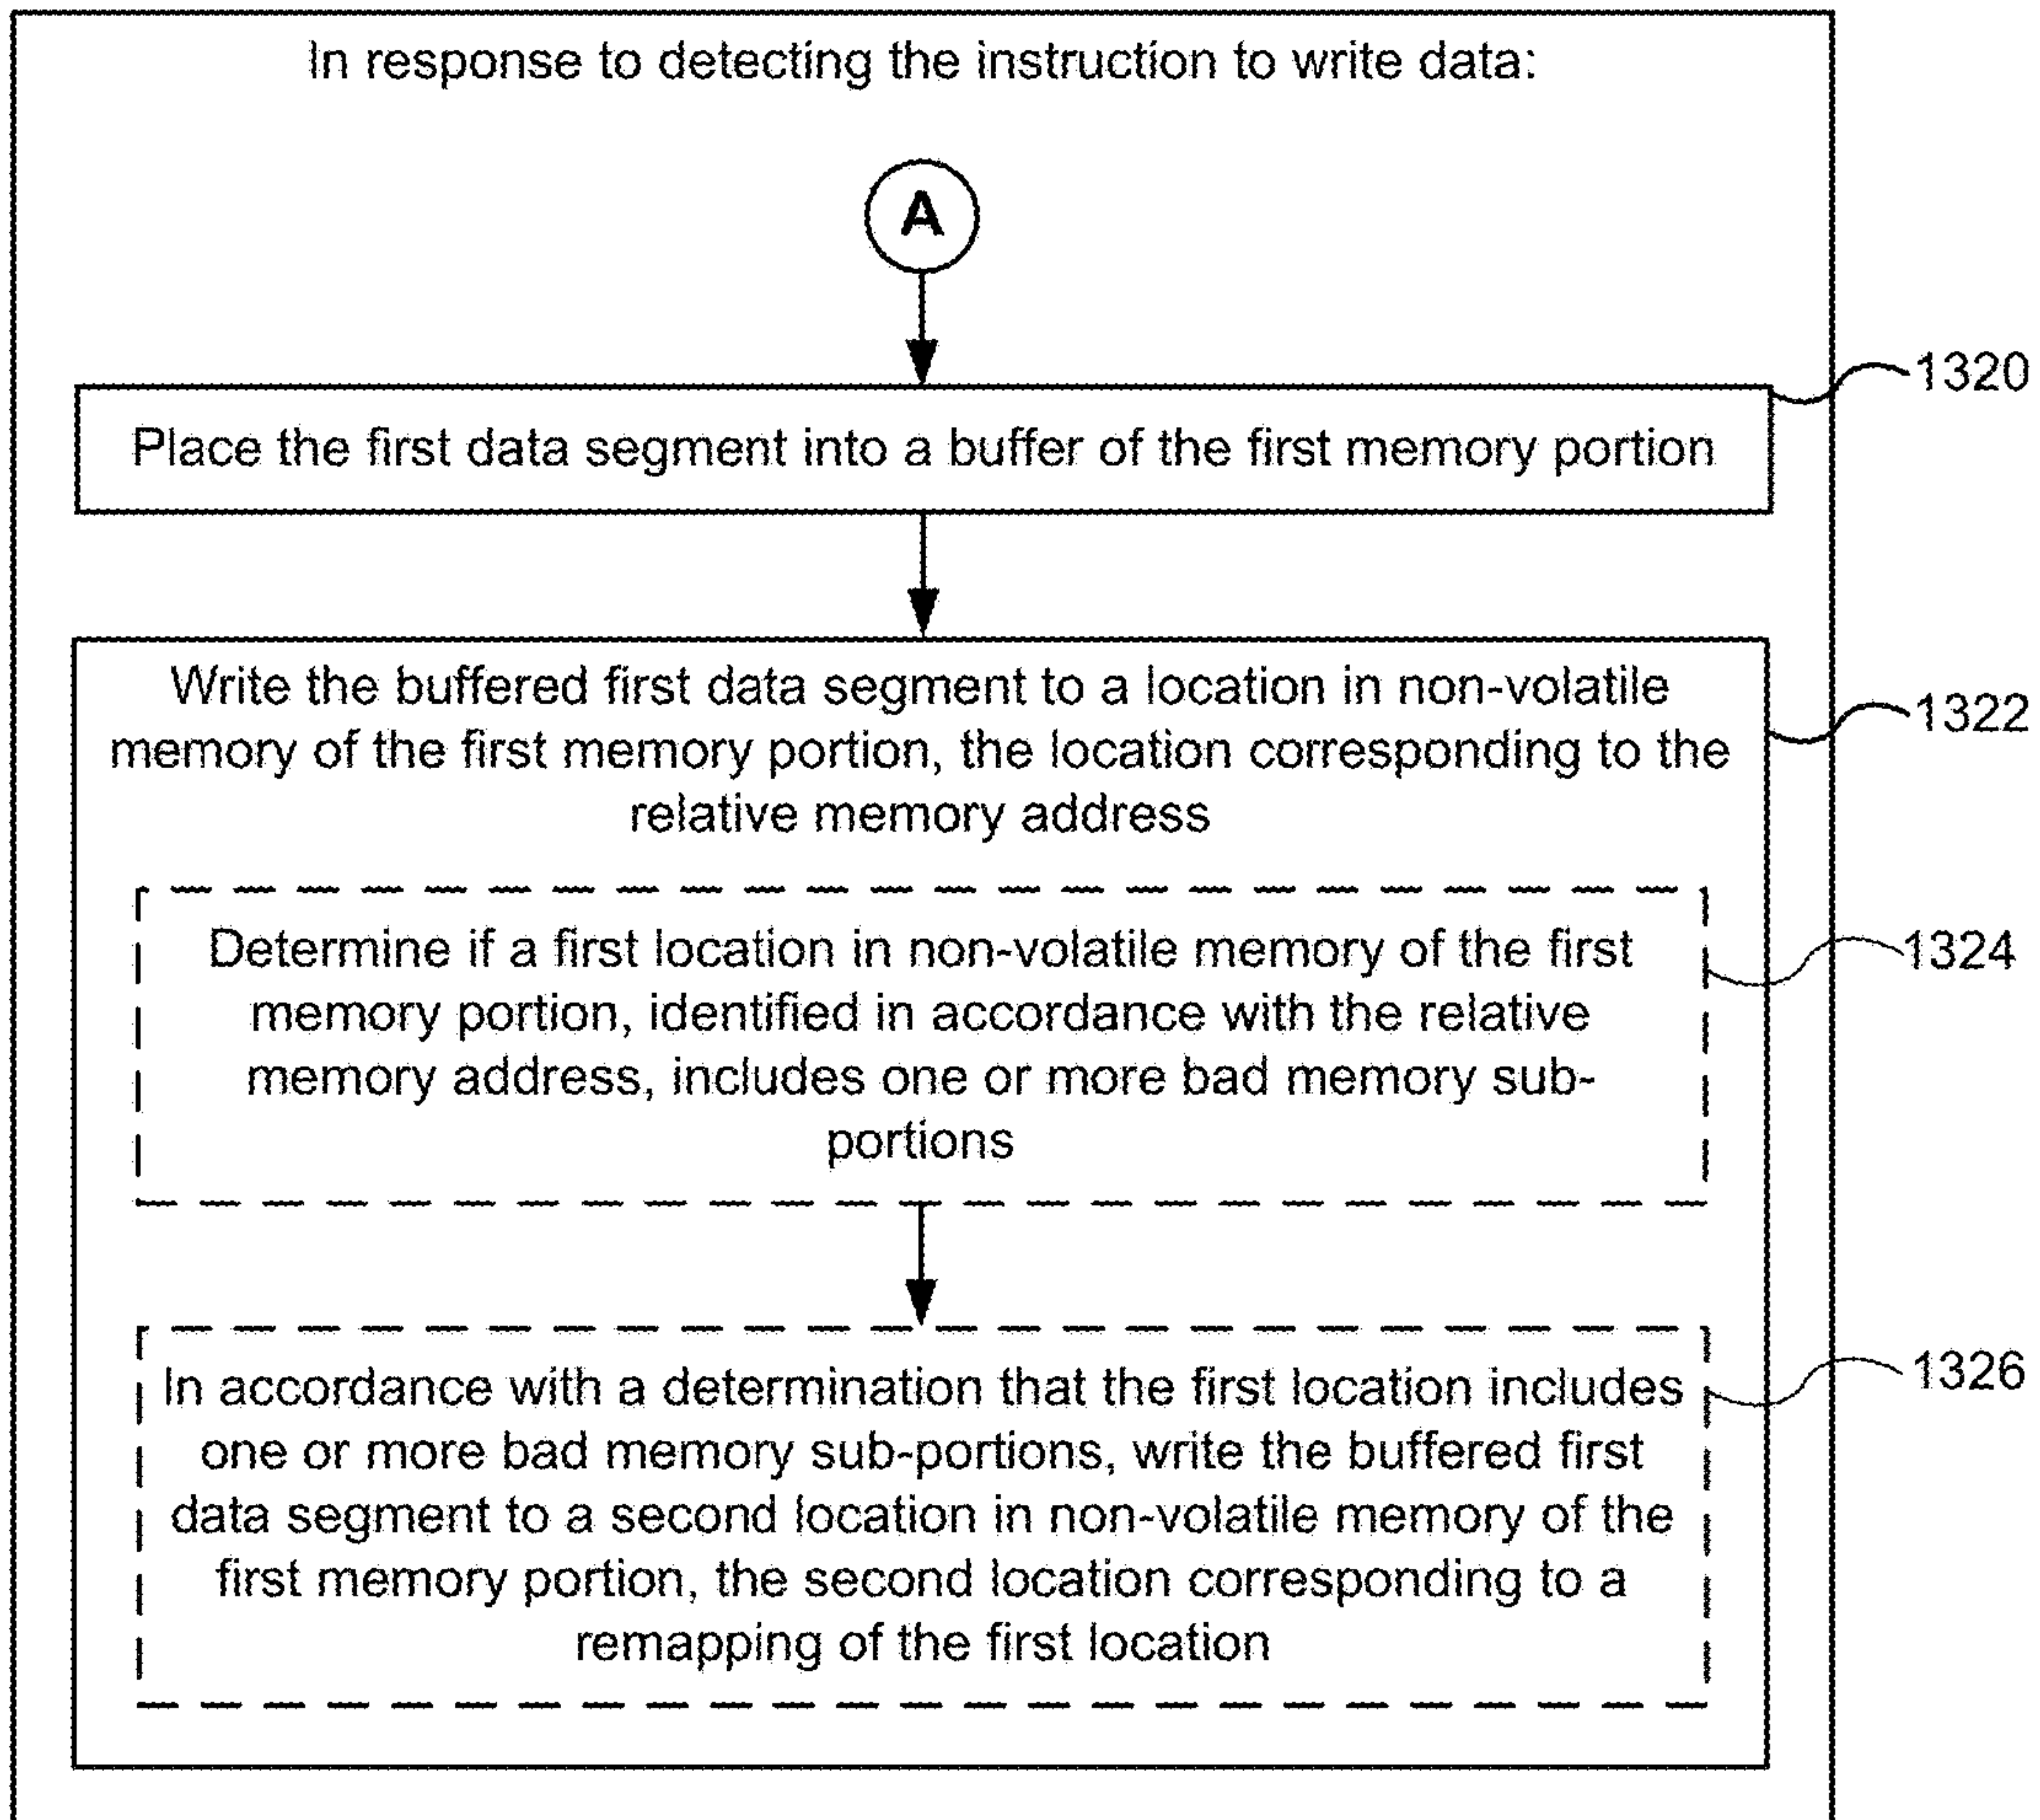 In response to detecting the instruction to write data:
A
1320
Place the first data segment into a buffer of the first memory portion
Write the buffered first data segment to a location in non-volatile
1322
memory of the first memory portion, the location corresponding to the
relative memory address
Determine if a first location in non-volatile memory of the first
1324
memory portion, identified in accordance with the relative
memory address, includes one or more bad memory sub-
portions
In accordance with a determination that the first location includes
1326
one or more bad memory sub-portions, write the buffered first
data segment to a second location in non-volatile memory of the
first memory portion, the second location corresponding to a
remapping of the first location